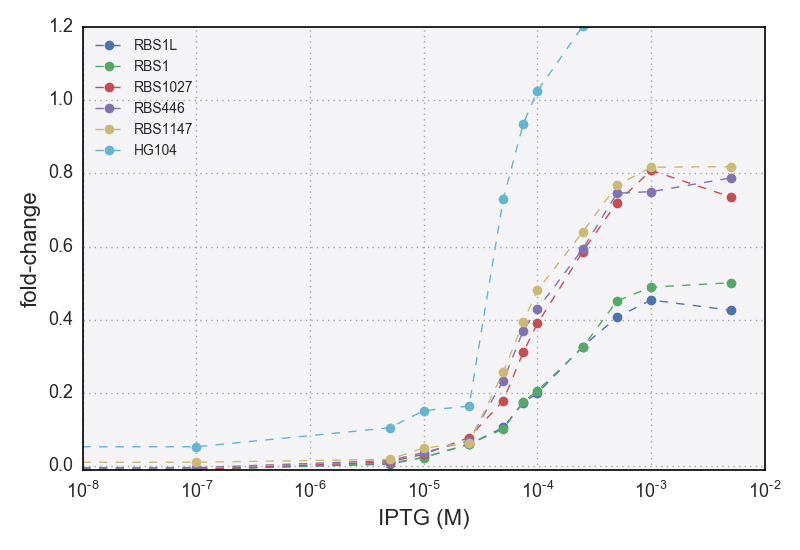 1.2
1.0
0.8
0.6
0.4
0.2
0.0
fold-change
RBS1L
RBS1
RBS1027
RBS446
RBS1147
HG104
10⁻⁸ 10⁻⁷ 10⁻⁶ 10⁻⁵ 10⁻⁴ 10⁻³ 10⁻²
IPTG (M)